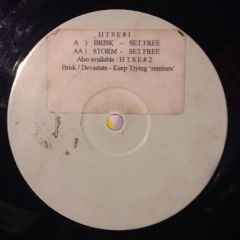 H T S E # 1
A ) BRISK - SET FREE
AA ) STORM - SET FREE
Also available : H T S E # 2
Brisk / Devastate - Keep Trying 'remixes'